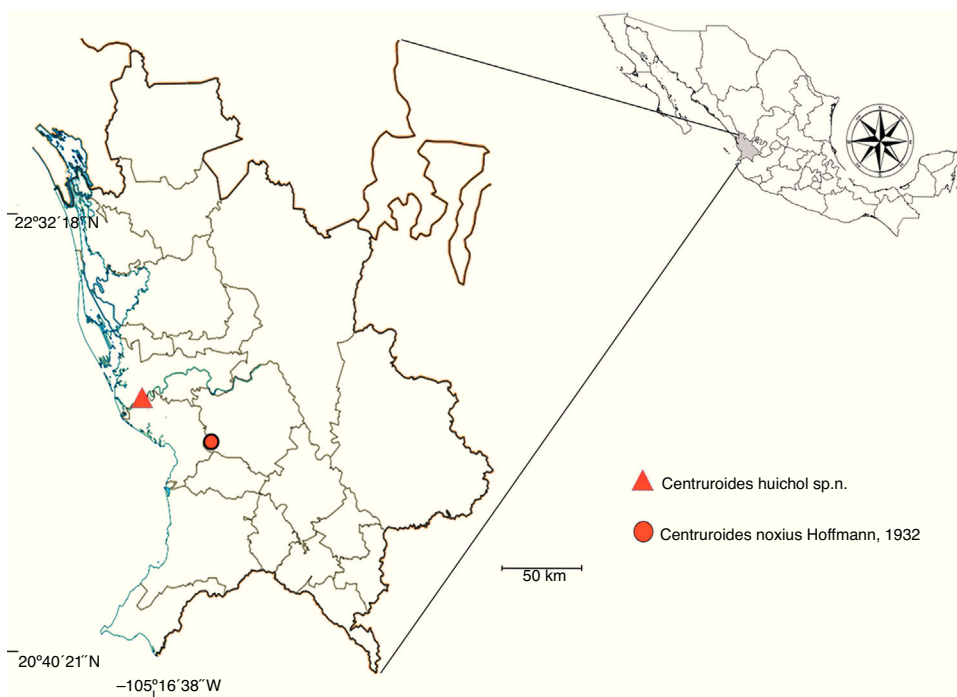 22º32´18˝N
Centruroides huichol sp.n.
Centruroides noxius Hoffmann, 1932
50 km
20º40´21˝N
–105º16´38˝W